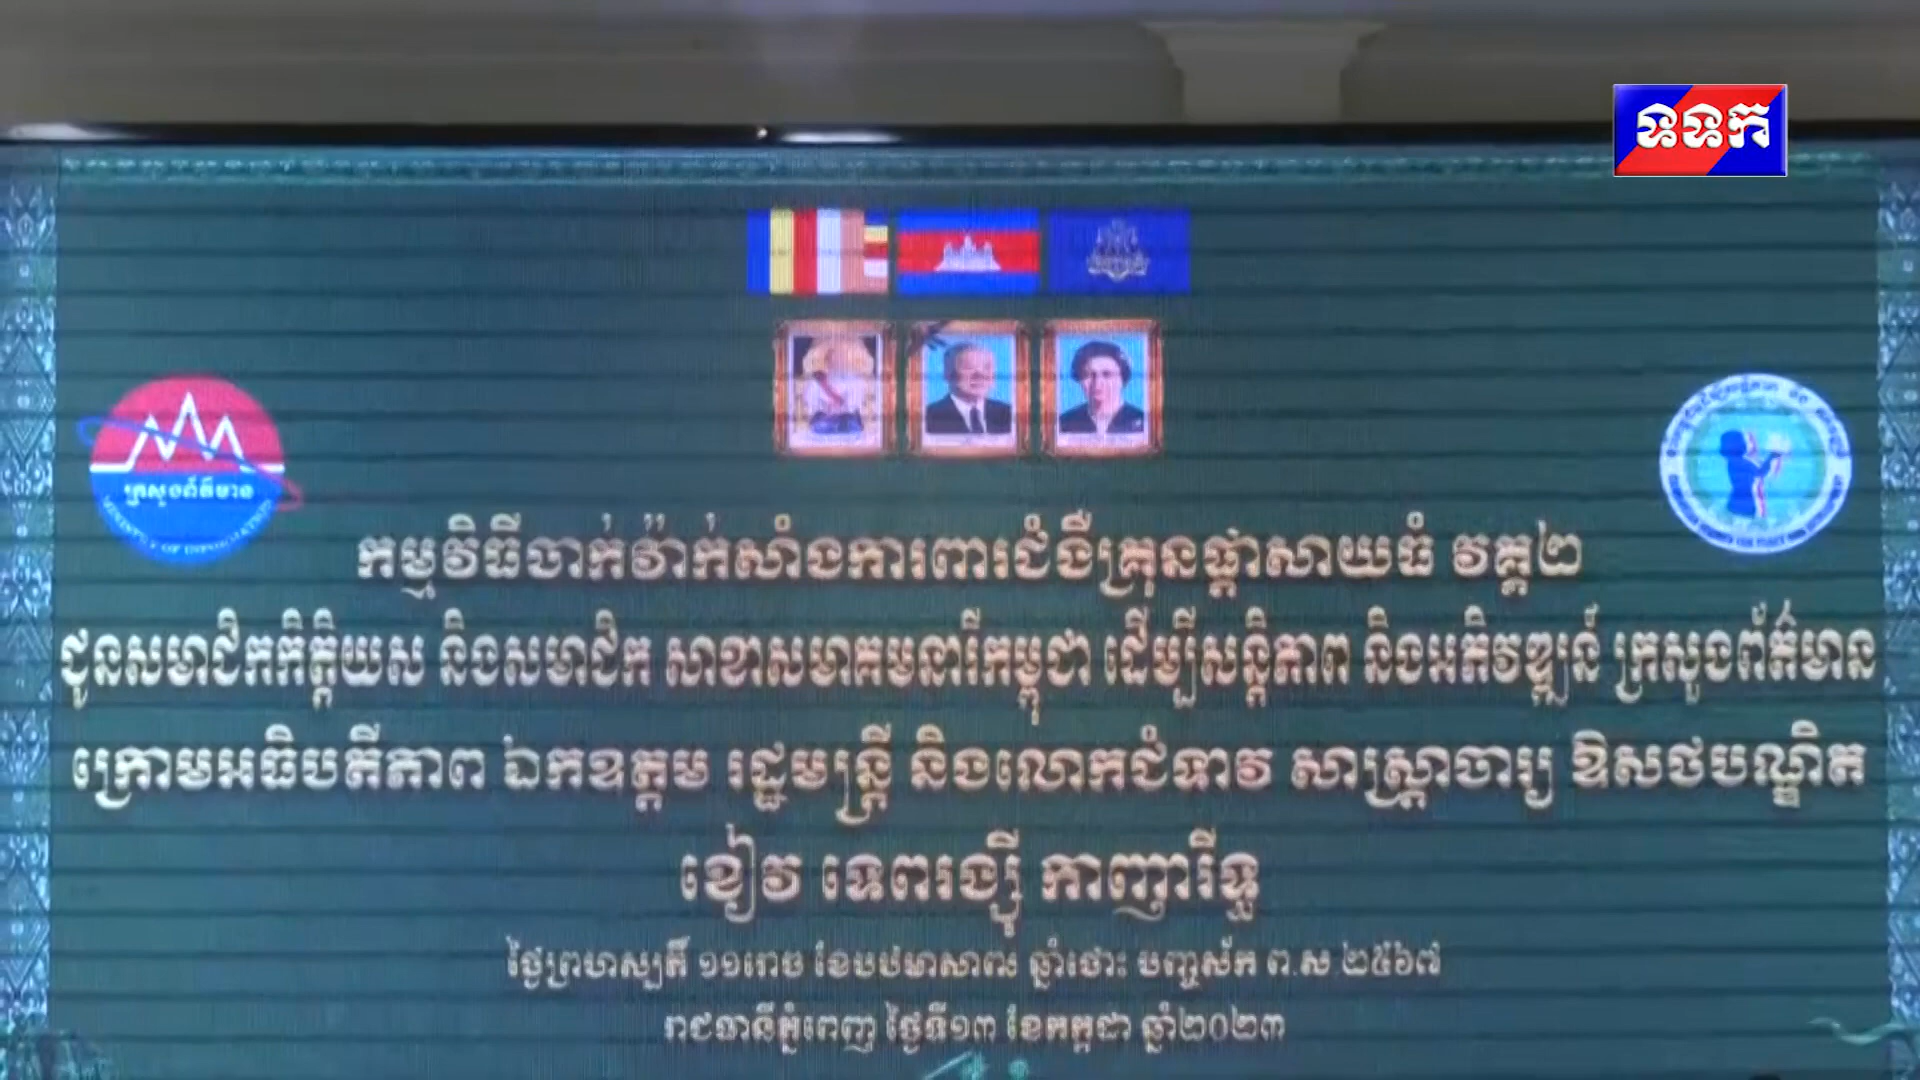 ទទក
ក្រសួងព័ត៌មាន
MINISTRY OF INFORMATION
កម្មវិធីចាក់វ៉ាក់សាំងការពារជំងឺគ្រុនផ្តាសាយធំ វគ្គ២
ជូនសមាជិកកិត្តិយស និងសមាជិក សាខាសមាគមនារីកម្ពុជា ដើម្បីសន្តិភាព និងអភិវឌ្ឍន៍ ក្រសួងព័ត៌មាន
ក្រោមអធិបតីភាព ឯកឧត្តម រដ្ឋមន្ត្រី និងលោកជំទាវ សាស្ត្រាចារ្យ ឱសថបណ្ឌិត
ខៀវ ទេពរង្ស៊ី កាញារីទ្ធ
ថ្ងៃព្រហស្បតិ៍ ១១រោច ខែបឋមាសាឍ ឆ្នាំថោះ បញ្ចស័ក ព.ស ២៥៦៧
រាជធានីភ្នំពេញ ថ្ងៃទី១៣ ខែកក្កដា ឆ្នាំ២០២៣